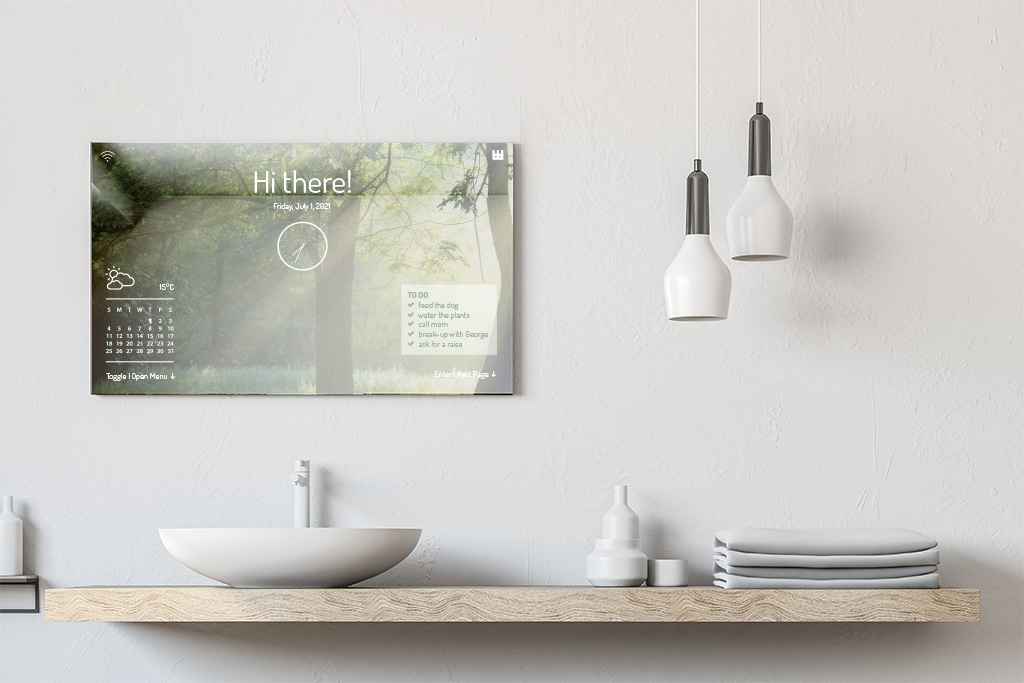 Hi there!
Friday, July 1, 2021
15°C
S M T W T F S
1 2 3
4 5 6 7 8 9 10
11 12 13 14 15 16 17
18 19 20 21 22 23 24
25 26 27 28 29 30 31
Toggle | Open Menu ↓
TO DO
✔ feed the dog
✔ water the plants
✔ call mom
✔ break-up with George
✔ ask for a raise
Enter | Next Page ↓